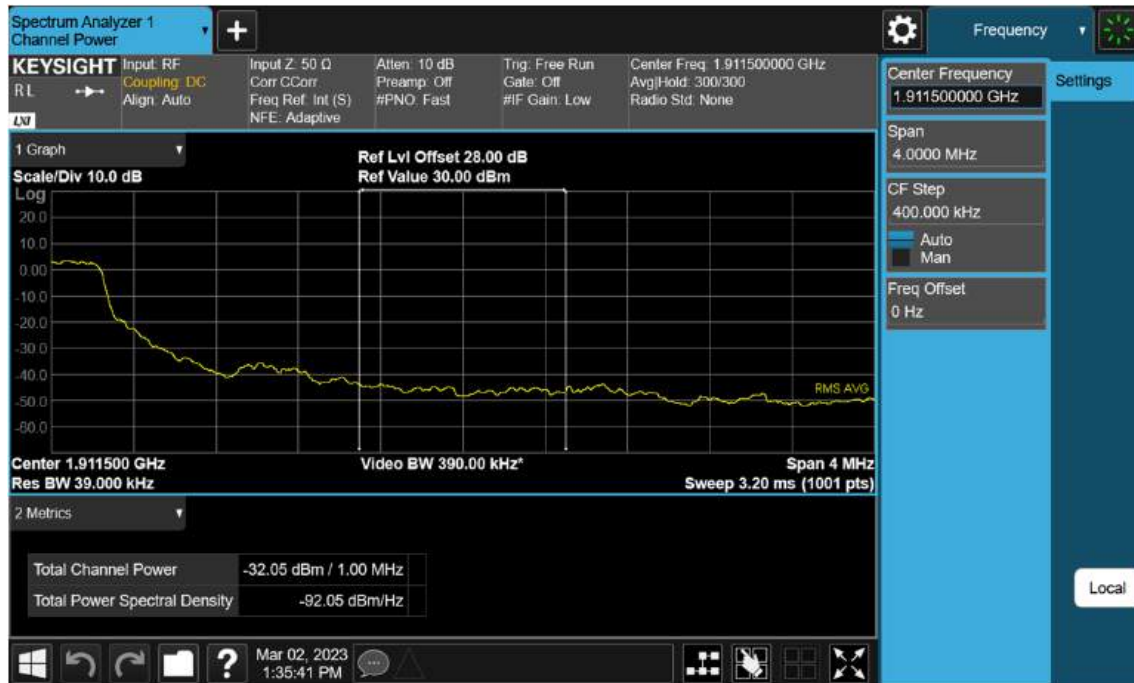 Spectrum Analyzer 1
Channel Power
Frequency
KEYSIGHT
RL
LXI
Input: RF
Coupling: DC
Align: Auto
Input Z: 50 Ω
Corr CCorr
Freq Ref: Int (S)
NFE: Adaptive
Atten: 10 dB
Preamp: Off
#PNO: Fast
Trig: Free Run
Gate: Off
#IF Gain: Low
Center Freq: 1.911500000 GHz
Avg|Hold: 300/300
Radio Std: None
Center Frequency
1.911500000 GHz
Settings
Span
4.0000 MHz
CF Step
400.000 kHz
Auto
Man
Freq Offset
0 Hz
1 Graph
Scale/Div 10.0 dB
Ref Lvl Offset 28.00 dB
Ref Value 30.00 dBm
Log
20.0
10.0
0.00
-10.0
-20.0
-30.0
-40.0
-50.0
-60.0
RMS AVG
Center 1.911500 GHz
Video BW 390.00 kHz*
Span 4 MHz
Res BW 39.000 kHz
Sweep 3.20 ms (1001 pts)
2 Metrics
Total Channel Power -32.05 dBm / 1.00 MHz
Total Power Spectral Density -92.05 dBm/Hz
Local
?
Mar 02, 2023
1:35:41 PM